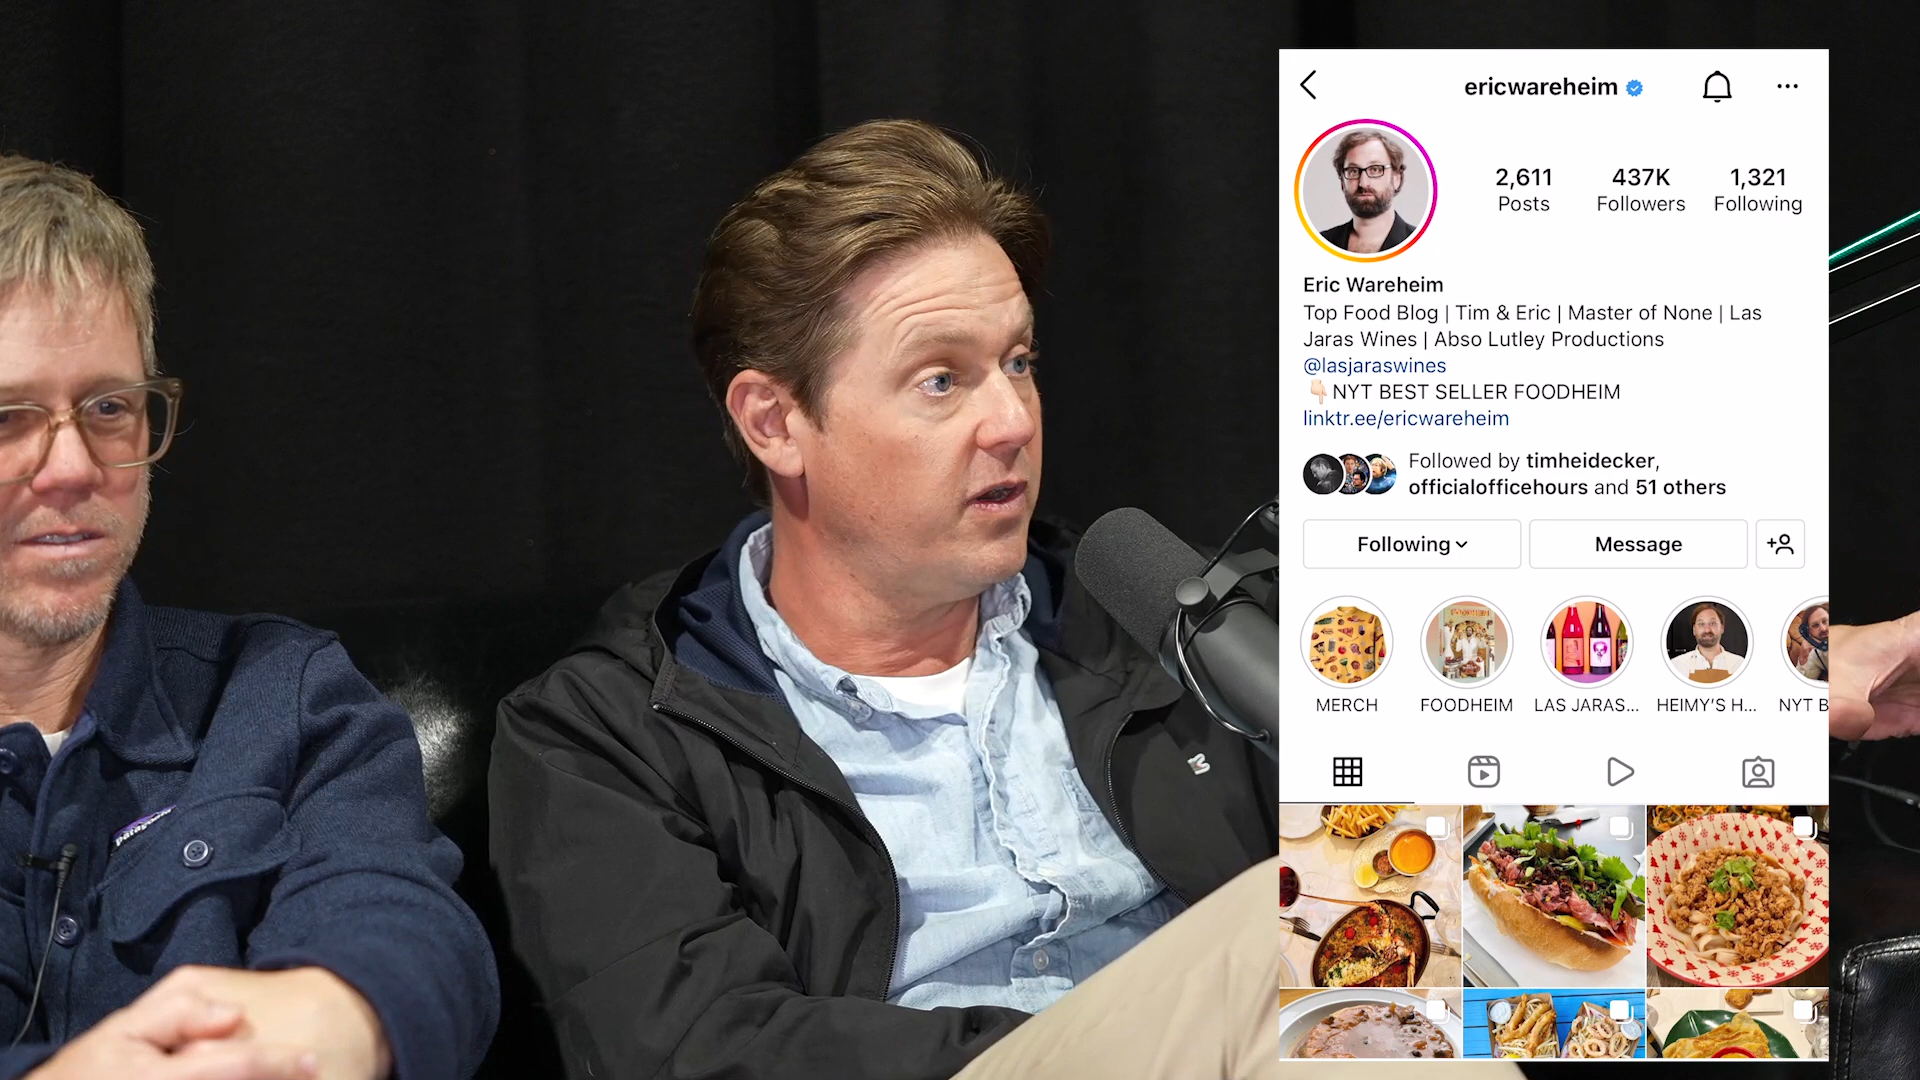 ericwareheim
2,611
Posts
437K
Followers
1,321
Following
Eric Wareheim
Top Food Blog | Tim & Eric | Master of None | Las
Jaras Wines | Abso Lutley Productions
@lasjaraswines
👇🏻NYT BEST SELLER FOODHEIM
linktr.ee/ericwareheim
Followed by timheidecker,
officialofficehours and 51 others
Following
Message
MERCH
FOODHEIM
LAS JARAS...
HEIMY'S H...
NYT B
patagonia